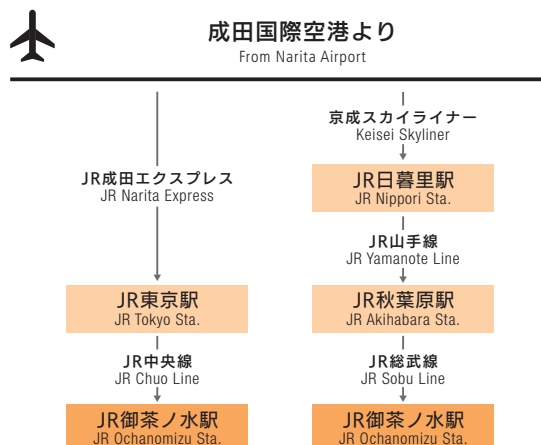 成田国際空港より
From Narita Airport
JR成田エクスプレス
JR Narita Express
JR東京駅
JR Tokyo Sta.
JR中央線
JR Chuo Line
JR御茶ノ水駅
JR Ochanomizu Sta.
京成スカイライナー
Keisei Skyliner
JR日暮里駅
JR Nippori Sta.
JR山手線
JR Yamanote Line
JR秋葉原駅
JR Akihabara Sta.
JR総武線
JR Sobu Line
JR御茶ノ水駅
JR Ochanomizu Sta.